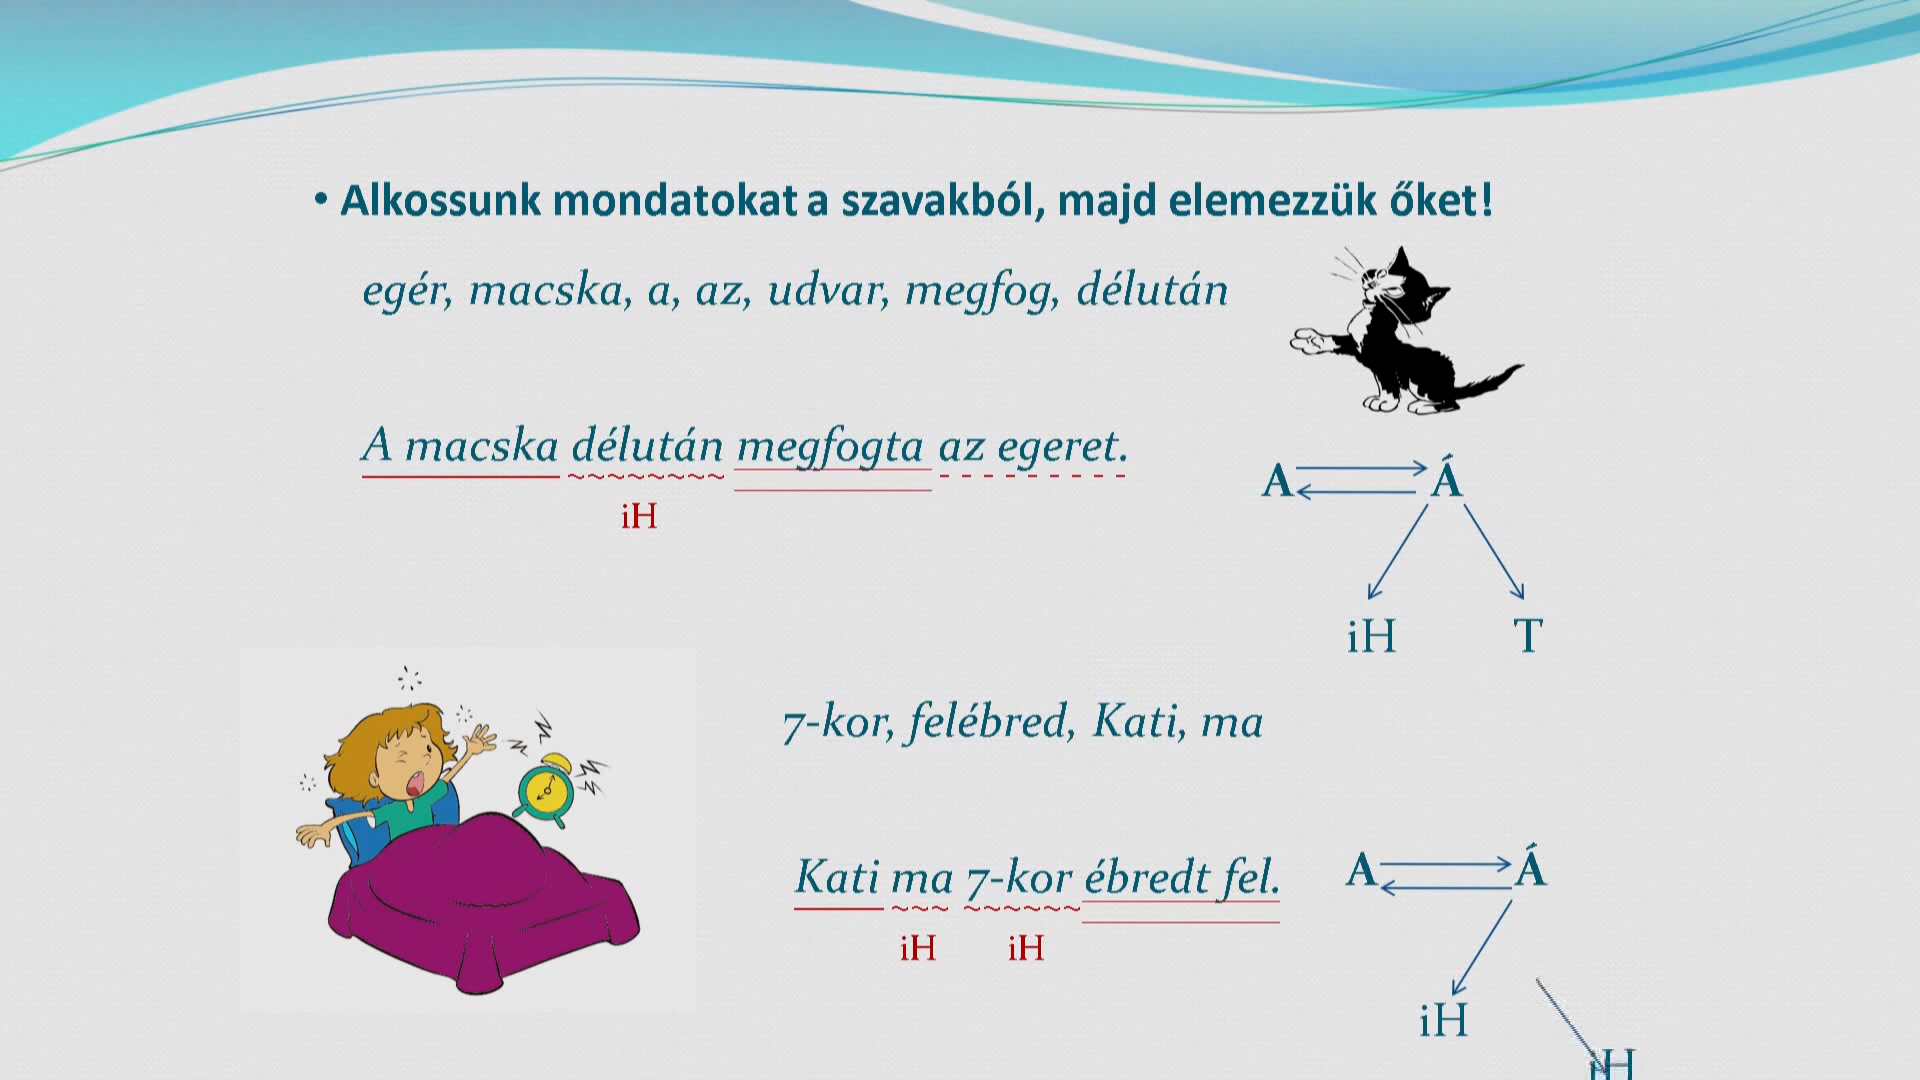 • Alkossunk mondatokat a szavakból, majd elemezzük őket!
egér, macska, a, az, udvar, megfog, délután
A macska délután megfogta az egeret.
iH
A Á
iH T
7-kor, felébred, Kati, ma
Kati ma 7-kor ébredt fel.
iH iH
A Á
iH
iH